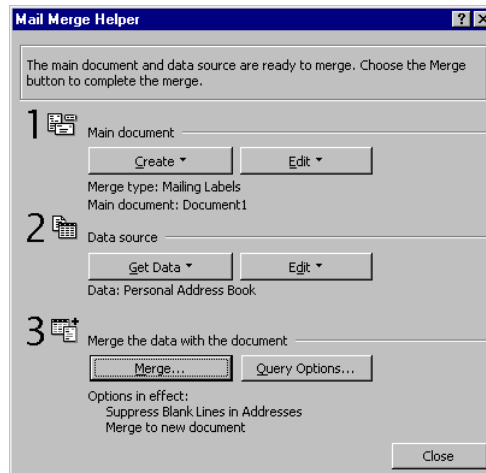 Mail Merge Helper
The main document and data source are ready to merge. Choose the Merge
button to complete the merge.
1 Main document
Create Edit
Merge type: Mailing Labels
Main document: Document1
2 Data source
Get Data Edit
Data: Personal Address Book
3 Merge the data with the document
Merge... Query Options...
Options in effect:
Suppress Blank Lines in Addresses
Merge to new document
Close